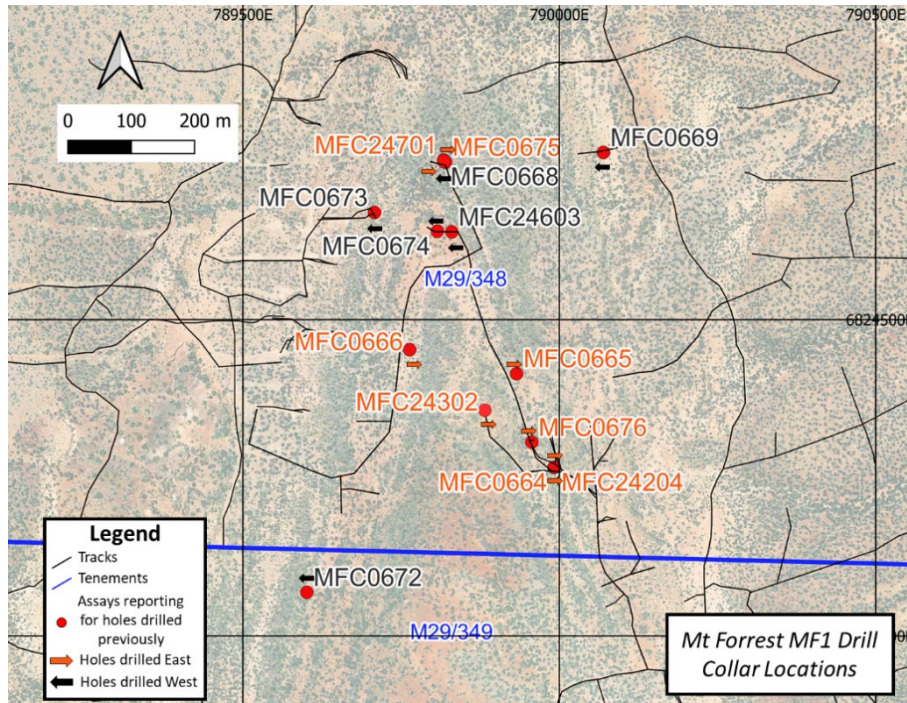 789500E
790000E
790500E
0 100 200 m
MFC24701
MFC0675
MFC0669
MFC0668
MFC0673
MFC24603
MFC0674
M29/348
6824500
MFC0666
MFC0665
MFC24302
MFC0676
MFC0664
MFC24204
MFC0672
M29/349
Legend
Tracks
Tenements
Assays reporting
for holes drilled
previously
Holes drilled East
Holes drilled West
Mt Forrest MF1 Drill
Collar Locations